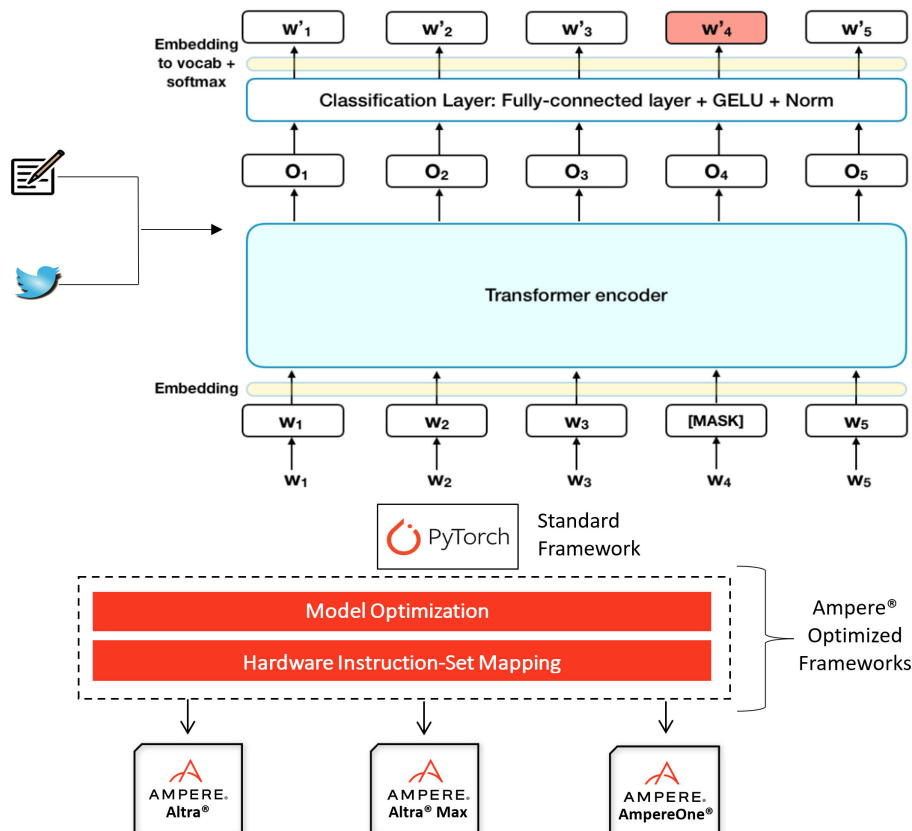 w'₁ w'₂ w'₃ w'₄ w'₅
Embedding
to vocab +
softmax
Classification Layer: Fully-connected layer + GELU + Norm
O₁ O₂ O₃ O₄ O₅
Transformer encoder
Embedding
w₁ w₂ w₃ [MASK] w₅
w₁ w₂ w₃ w₄ w₅
PyTorch
Standard
Framework
Model Optimization
Hardware Instruction-Set Mapping
Ampere®
Optimized
Frameworks
AMPERE®
Altra®
AMPERE®
Altra® Max
AMPERE®
AmpereOne®